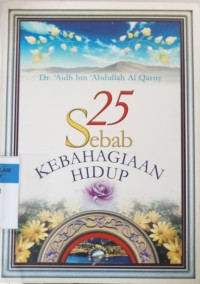 Dr. 'Aidh bin 'Abdullah Al Qarny
25
Sebab
KEBAHAGIAAN
HIDUP